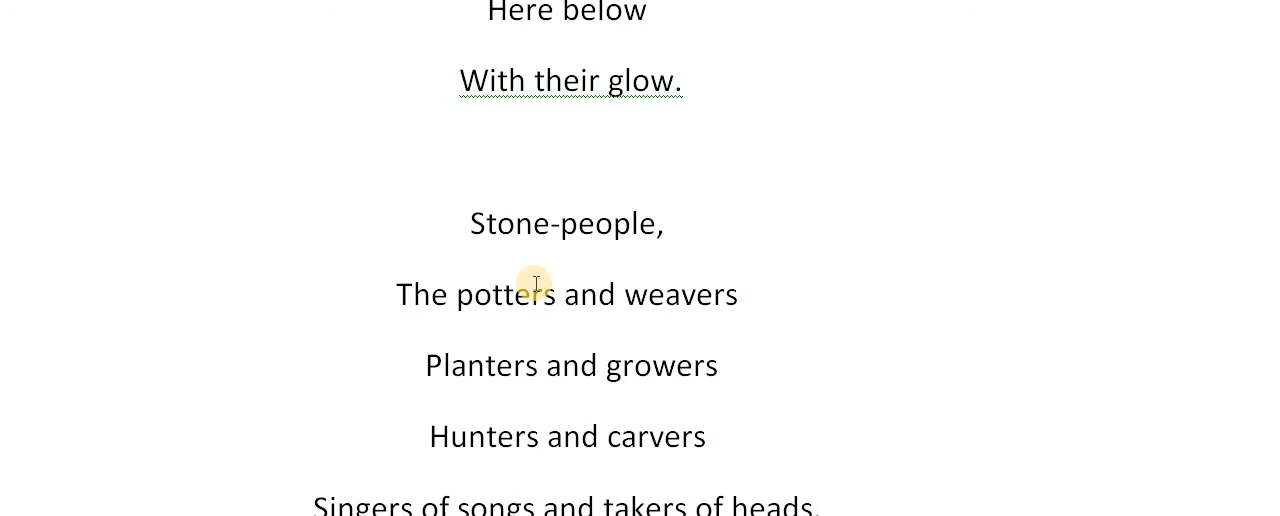 Here below
With their glow.
Stone-people,
The potters and weavers
Planters and growers
Hunters and carvers
Singers of songs and takers of heads.